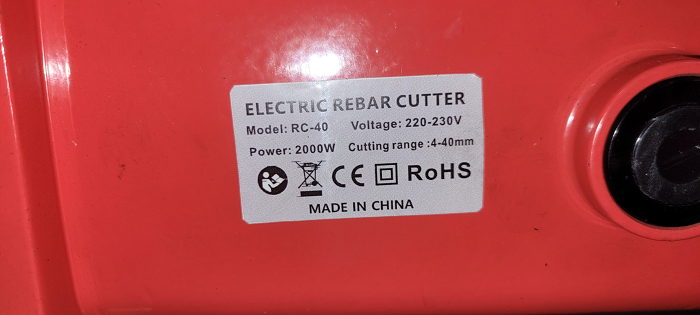 ELECTRIC REBAR CUTTER
Model: RC-40 Voltage: 220-230V
Power: 2000W Cutting range :4-40mm
CE RoHS
MADE IN CHINA